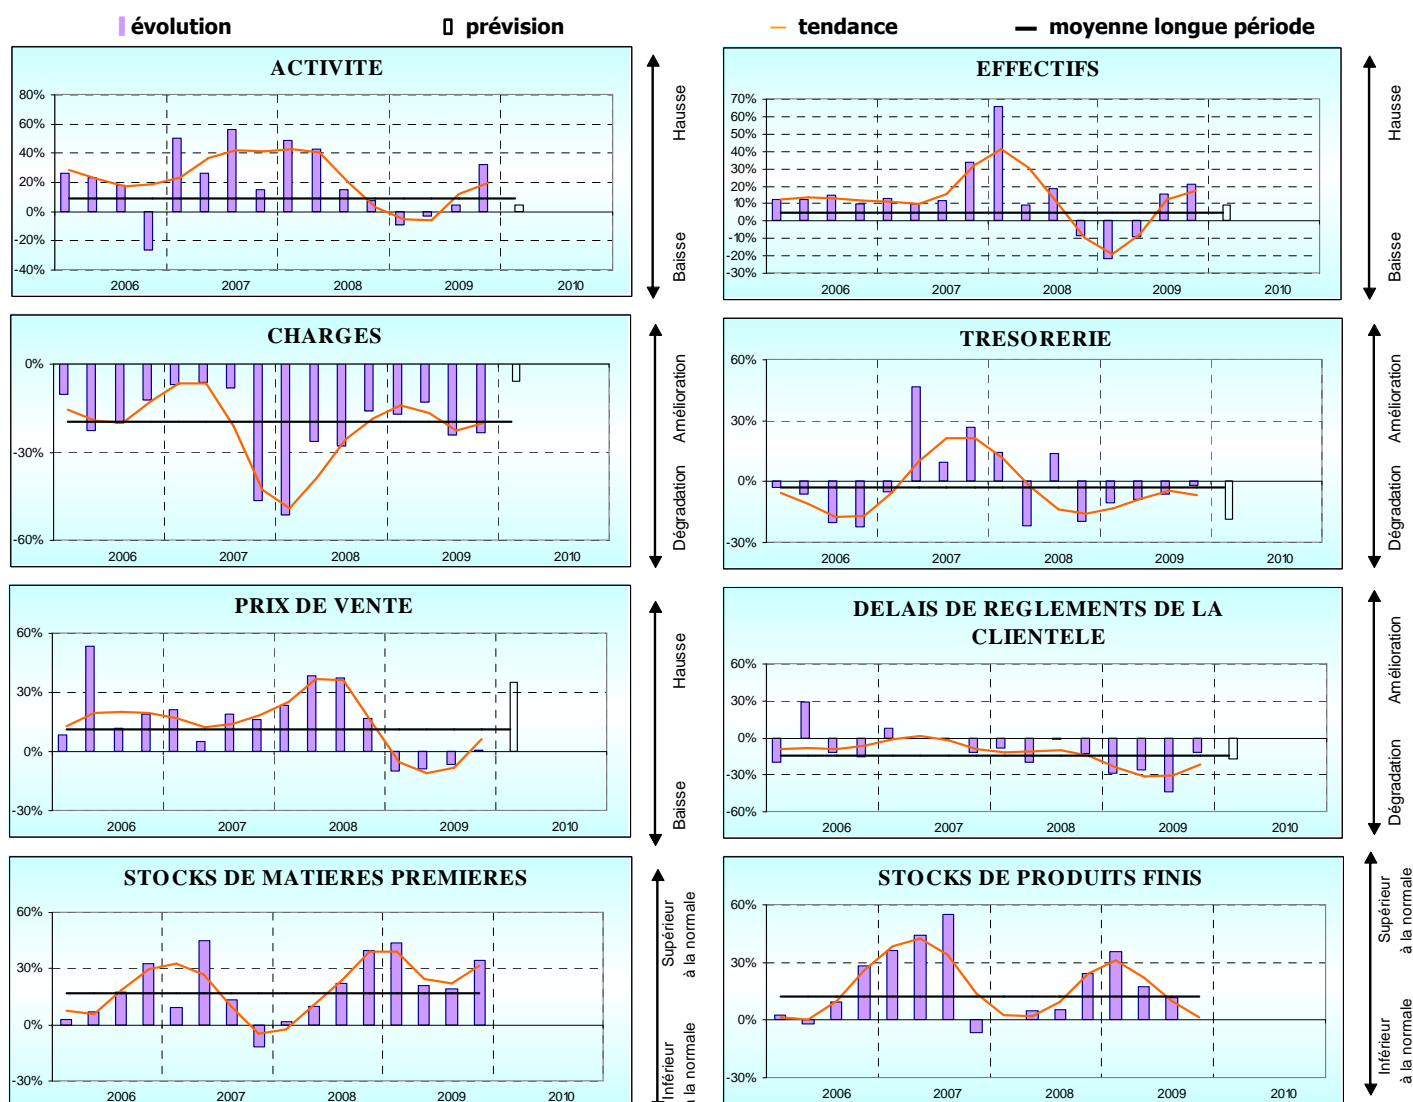 évolution
prévision
tendance
moyenne longue période
ACTIVITE
80%
60%
40%
20%
0%
-20%
-40%
2006
2007
2008
2009
2010
Hausse
Baisse
EFFECTIFS
70%
60%
50%
40%
30%
20%
10%
0%
-10%
-20%
-30%
2006
2007
2008
2009
2010
Hausse
Baisse
CHARGES
0%
-30%
-60%
2006
2007
2008
2009
2010
Amélioration
Dégradation
TRESORERIE
60%
30%
0%
-30%
2006
2007
2008
2009
2010
Amélioration
Dégradation
PRIX DE VENTE
60%
30%
0%
-30%
2006
2007
2008
2009
2010
Hausse
Baisse
DELAIS DE REGLEMENTS DE LA
CLIENTELE
60%
30%
0%
-30%
-60%
2006
2007
2008
2009
2010
Amélioration
Dégradation
STOCKS DE MATIERES PREMIERES
60%
30%
0%
-30%
2006
2007
2008
2009
2010
Supérieur
à la normale
Inférieur
à la normale
STOCKS DE PRODUITS FINIS
60%
30%
0%
-30%
2006
2007
2008
2009
2010
Supérieur
à la normale
Inférieur
à la normale